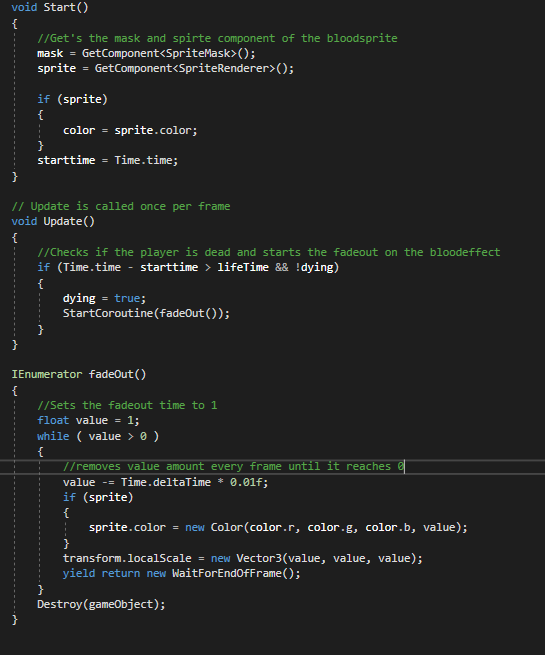 void Start()
{
//Get's the mask and spirte component of the bloodsprite
mask = GetComponent<SpriteMask>();
sprite = GetComponent<SpriteRenderer>();
if (sprite)
{
color = sprite.color;
}
starttime = Time.time;
}
// Update is called once per frame
void Update()
{
//Checks if the player is dead and starts the fadeout on the bloodeffect
if (Time.time - starttime > lifeTime && !dying)
{
dying = true;
StartCoroutine(fadeOut());
}
}
IEnumerator fadeOut()
{
//Sets the fadeout time to 1
float value = 1;
while ( value > 0 )
{
//removes value amount every frame until it reaches 0
value -= Time.deltaTime * 0.01f;
if (sprite)
{
sprite.color = new Color(color.r, color.g, color.b, value);
}
transform.localScale = new Vector3(value, value, value);
yield return new WaitForEndOfFrame();
}
Destroy(gameObject);
}